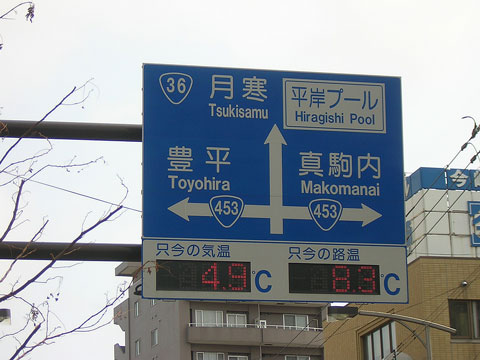 36
月寒
Tsukisamu
平岸プール
Hiragishi Pool
豊平
Toyohira
真駒内
Makomanai
453
453
只今の気温
4.9°C
只今の路温
8.3°C